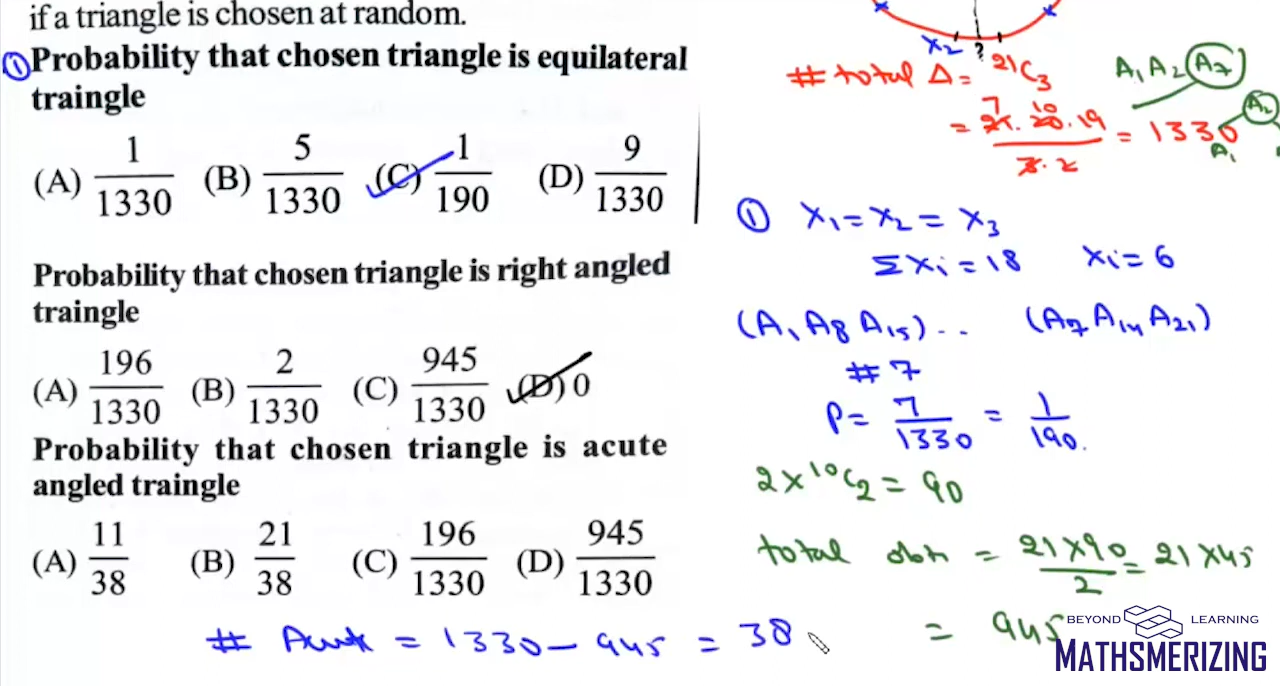 if a triangle is chosen at random.
① Probability that chosen triangle is equilateral
traingle
(A) 1/1330 (B) 5/1330 (C) 1/190 (D) 9/1330
Probability that chosen triangle is right angled
traingle
(A) 196/1330 (B) 2/1330 (C) 945/1330 (D) 0
Probability that chosen triangle is acute
angled traingle
(A) 11/38 (B) 21/38 (C) 196/1330 (D) 945/1330
# Acute = 1330 - 945 = 38
x₂ ?
# total Δ = ²¹C₃
= 7 10
21.20.19/3.2 = 1330
A₁ A₂ A₇
A₂
A₁
① x₁ = x₂ = x₃
Σxᵢ = 18 xᵢ = 6
(A₁ A₈ A₁₅) .. (A₇ A₁₄ A₂₁)
# 7
P = 7/1330 = 1/190.
2 × ¹⁰C₂ = 90
total obt = 21×90/2 = 21×45
= 945
BEYOND LEARNING
MATHSMERIZING